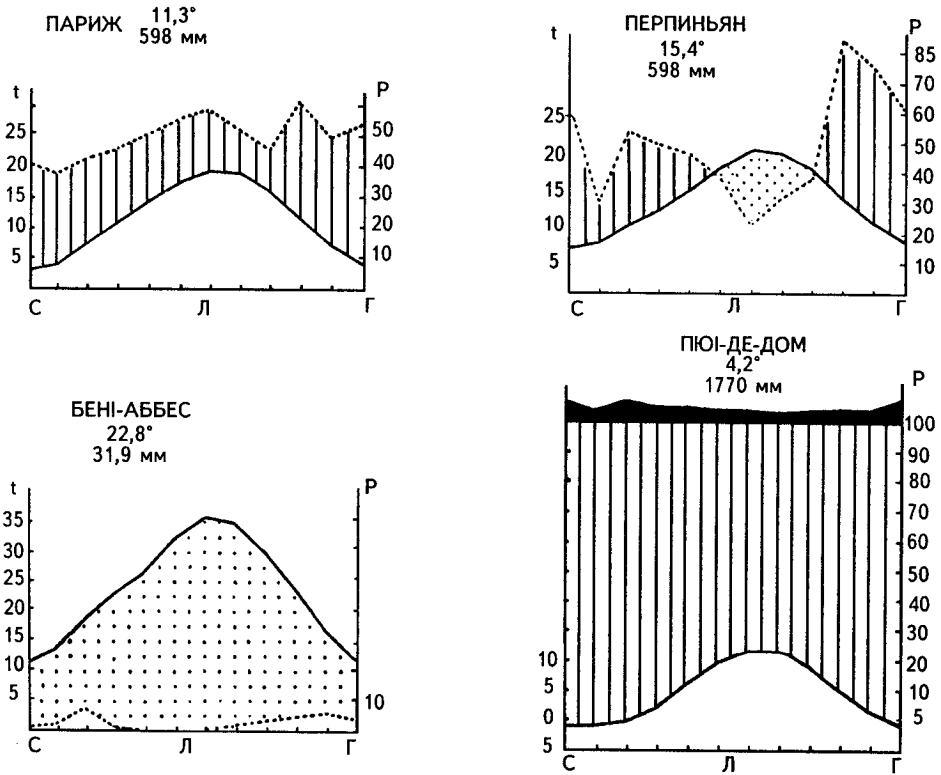 ПАРИЖ
11,3°
598 мм
t
P
25
20
15
10
5
50
40
30
20
10
С
Л
Г
ПЕРПИНЬЯН
15,4°
598 мм
t
P
25
20
15
10
5
85
70
60
50
40
30
20
10
С
Л
Г
БЕНІ-АББЕС
22,8°
31,9 мм
t
P
35
30
25
20
15
10
5
10
С
Л
Г
ПЮІ-ДЕ-ДОМ
4,2°
1770 мм
P
10
5
0
5
100
90
80
70
60
50
40
30
20
10
5
С
Л
Г